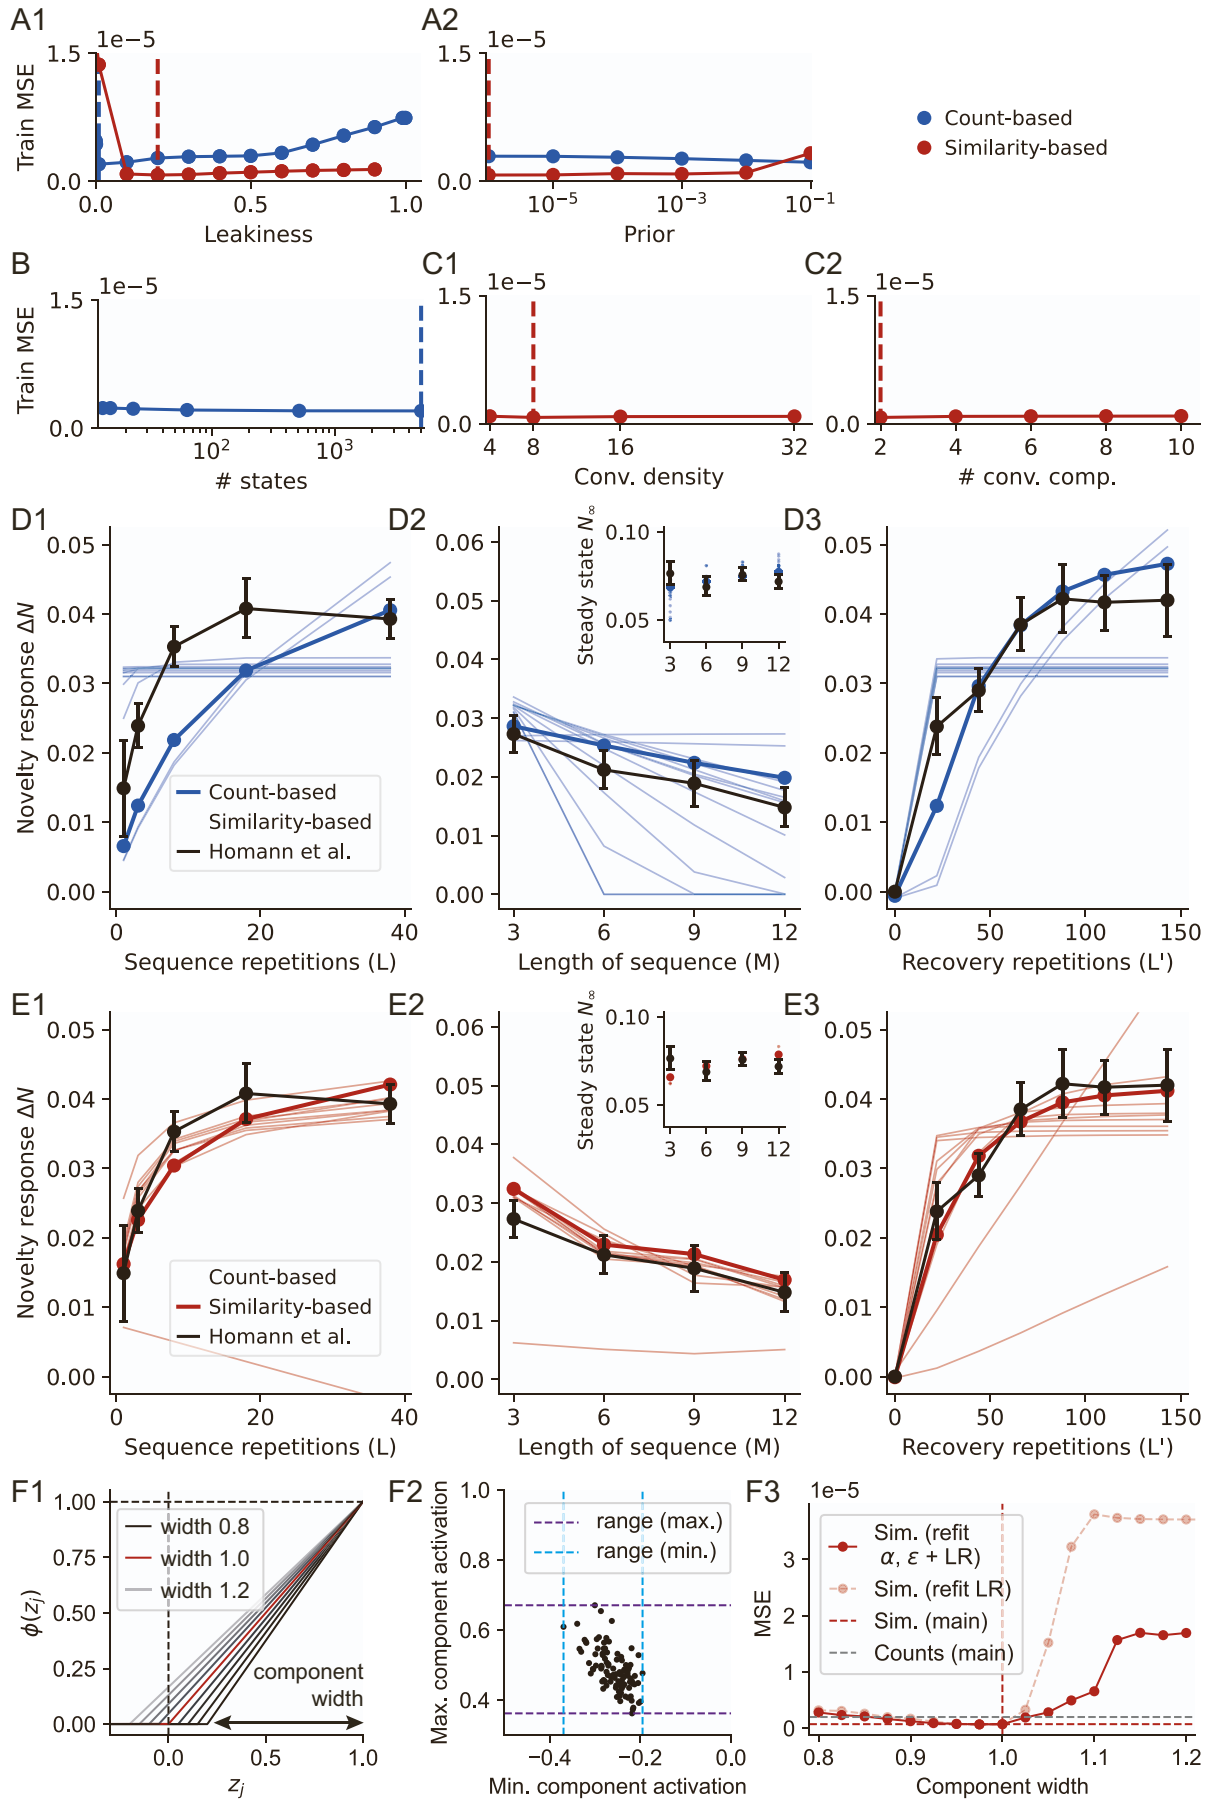 A1
A2
1e−5
1e−5
1.5
0.0
Train MSE
0.0
0.5
1.0
Leakiness
1.5
0.0
10⁻⁵
10⁻³
10⁻¹
Prior
Count-based
Similarity-based
B
C1
C2
1e−5
1e−5
1e−5
1.5
0.0
Train MSE
10²
10³
# states
1.5
0.0
4
8
16
32
Conv. density
1.5
0.0
2
4
6
8
10
# conv. comp.
D1
D2
D3
Novelty response ΔN
0.05
0.04
0.03
0.02
0.01
0.00
Count-based
Similarity-based
Homann et al.
0
20
40
Sequence repetitions (L)
0.06
0.05
0.04
0.03
0.02
0.01
0.00
Steady state N∞
0.10
0.05
3
6
9
12
3
6
9
12
Length of sequence (M)
0.05
0.04
0.03
0.02
0.01
0.00
0
50
100
150
Recovery repetitions (L')
E1
E2
E3
Novelty response ΔN
0.05
0.04
0.03
0.02
0.01
0.00
Count-based
Similarity-based
Homann et al.
0
20
40
Sequence repetitions (L)
0.06
0.05
0.04
0.03
0.02
0.01
0.00
Steady state N∞
0.10
0.05
3
6
9
12
3
6
9
12
Length of sequence (M)
0.05
0.04
0.03
0.02
0.01
0.00
0
50
100
150
Recovery repetitions (L')
F1
F2
F3
ϕ(zⱼ)
1.00
0.75
0.50
0.25
0.00
width 0.8
width 1.0
width 1.2
component
width
0.0
0.5
1.0
zⱼ
Max. component activation
1.0
0.8
0.6
0.4
range (max.)
range (min.)
−0.4
−0.2
0.0
Min. component activation
1e−5
MSE
3
2
1
0
Sim. (refit
α, ε + LR)
Sim. (refit LR)
Sim. (main)
Counts (main)
0.8
0.9
1.0
1.1
1.2
Component width